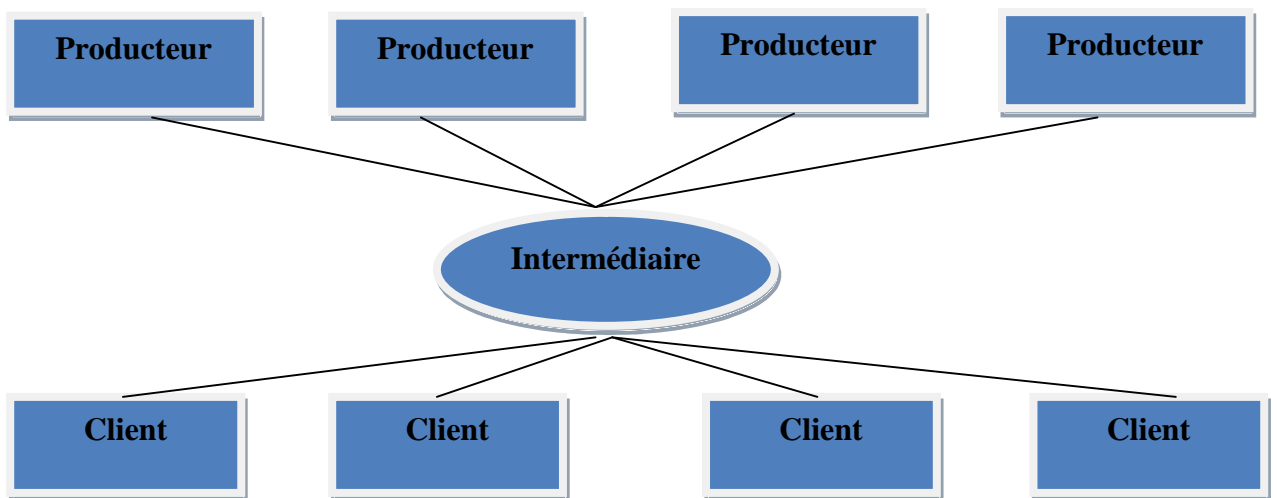 Producteur
Producteur
Producteur
Producteur
Intermédiaire
Client
Client
Client
Client